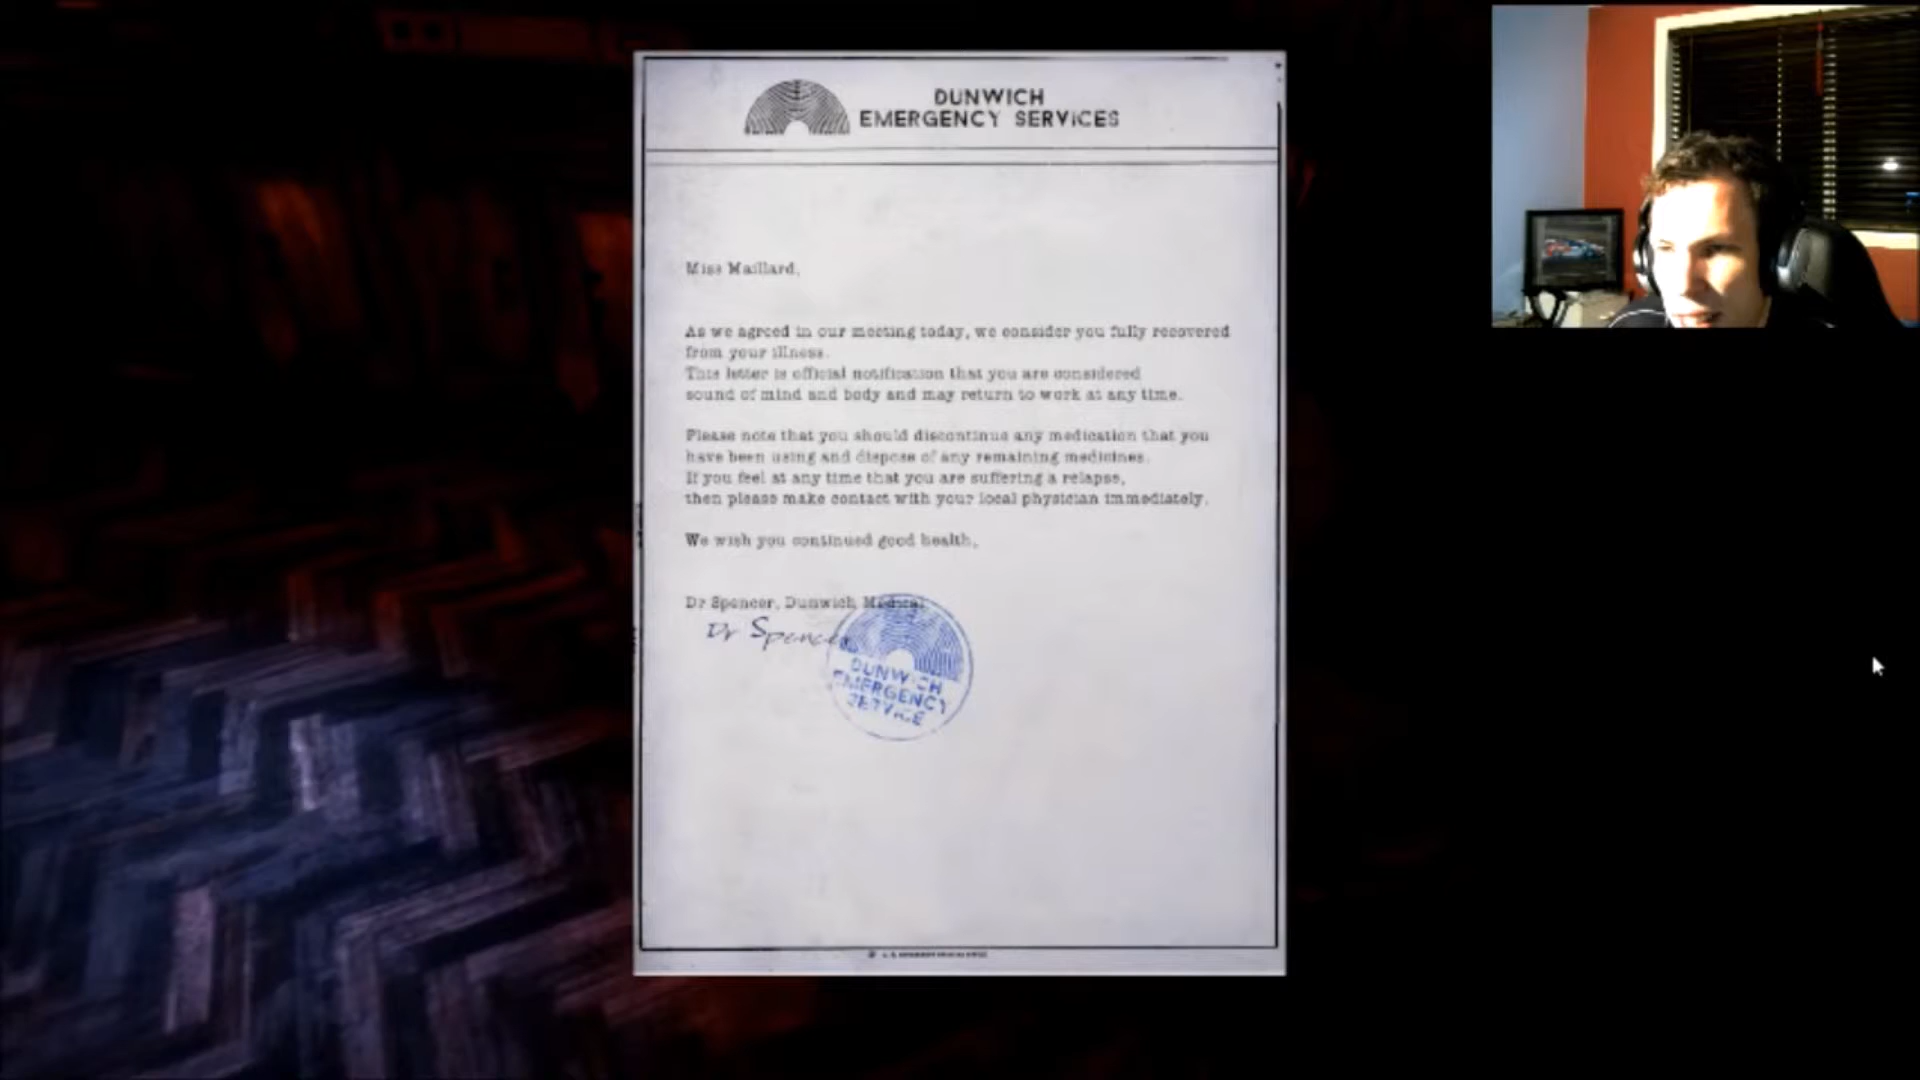 DUNWICH
EMERGENCY SERVICES
Miss Maillard,
As we agreed in our meeting today, we consider you fully recovered
from your illness.
This letter is official notification that you are considered
sound of mind and body and may return to work at any time.
Please note that you should discontinue any medication that you
have been using and dispose of any remaining medicines.
If you feel at any time that you are suffering a relapse,
then please make contact with your local physician immediately.
We wish you continued good health,
Dr Spencer, Dunwich Medical
Dr Spencer
DUNWICH
EMERGENCY
SERVICE